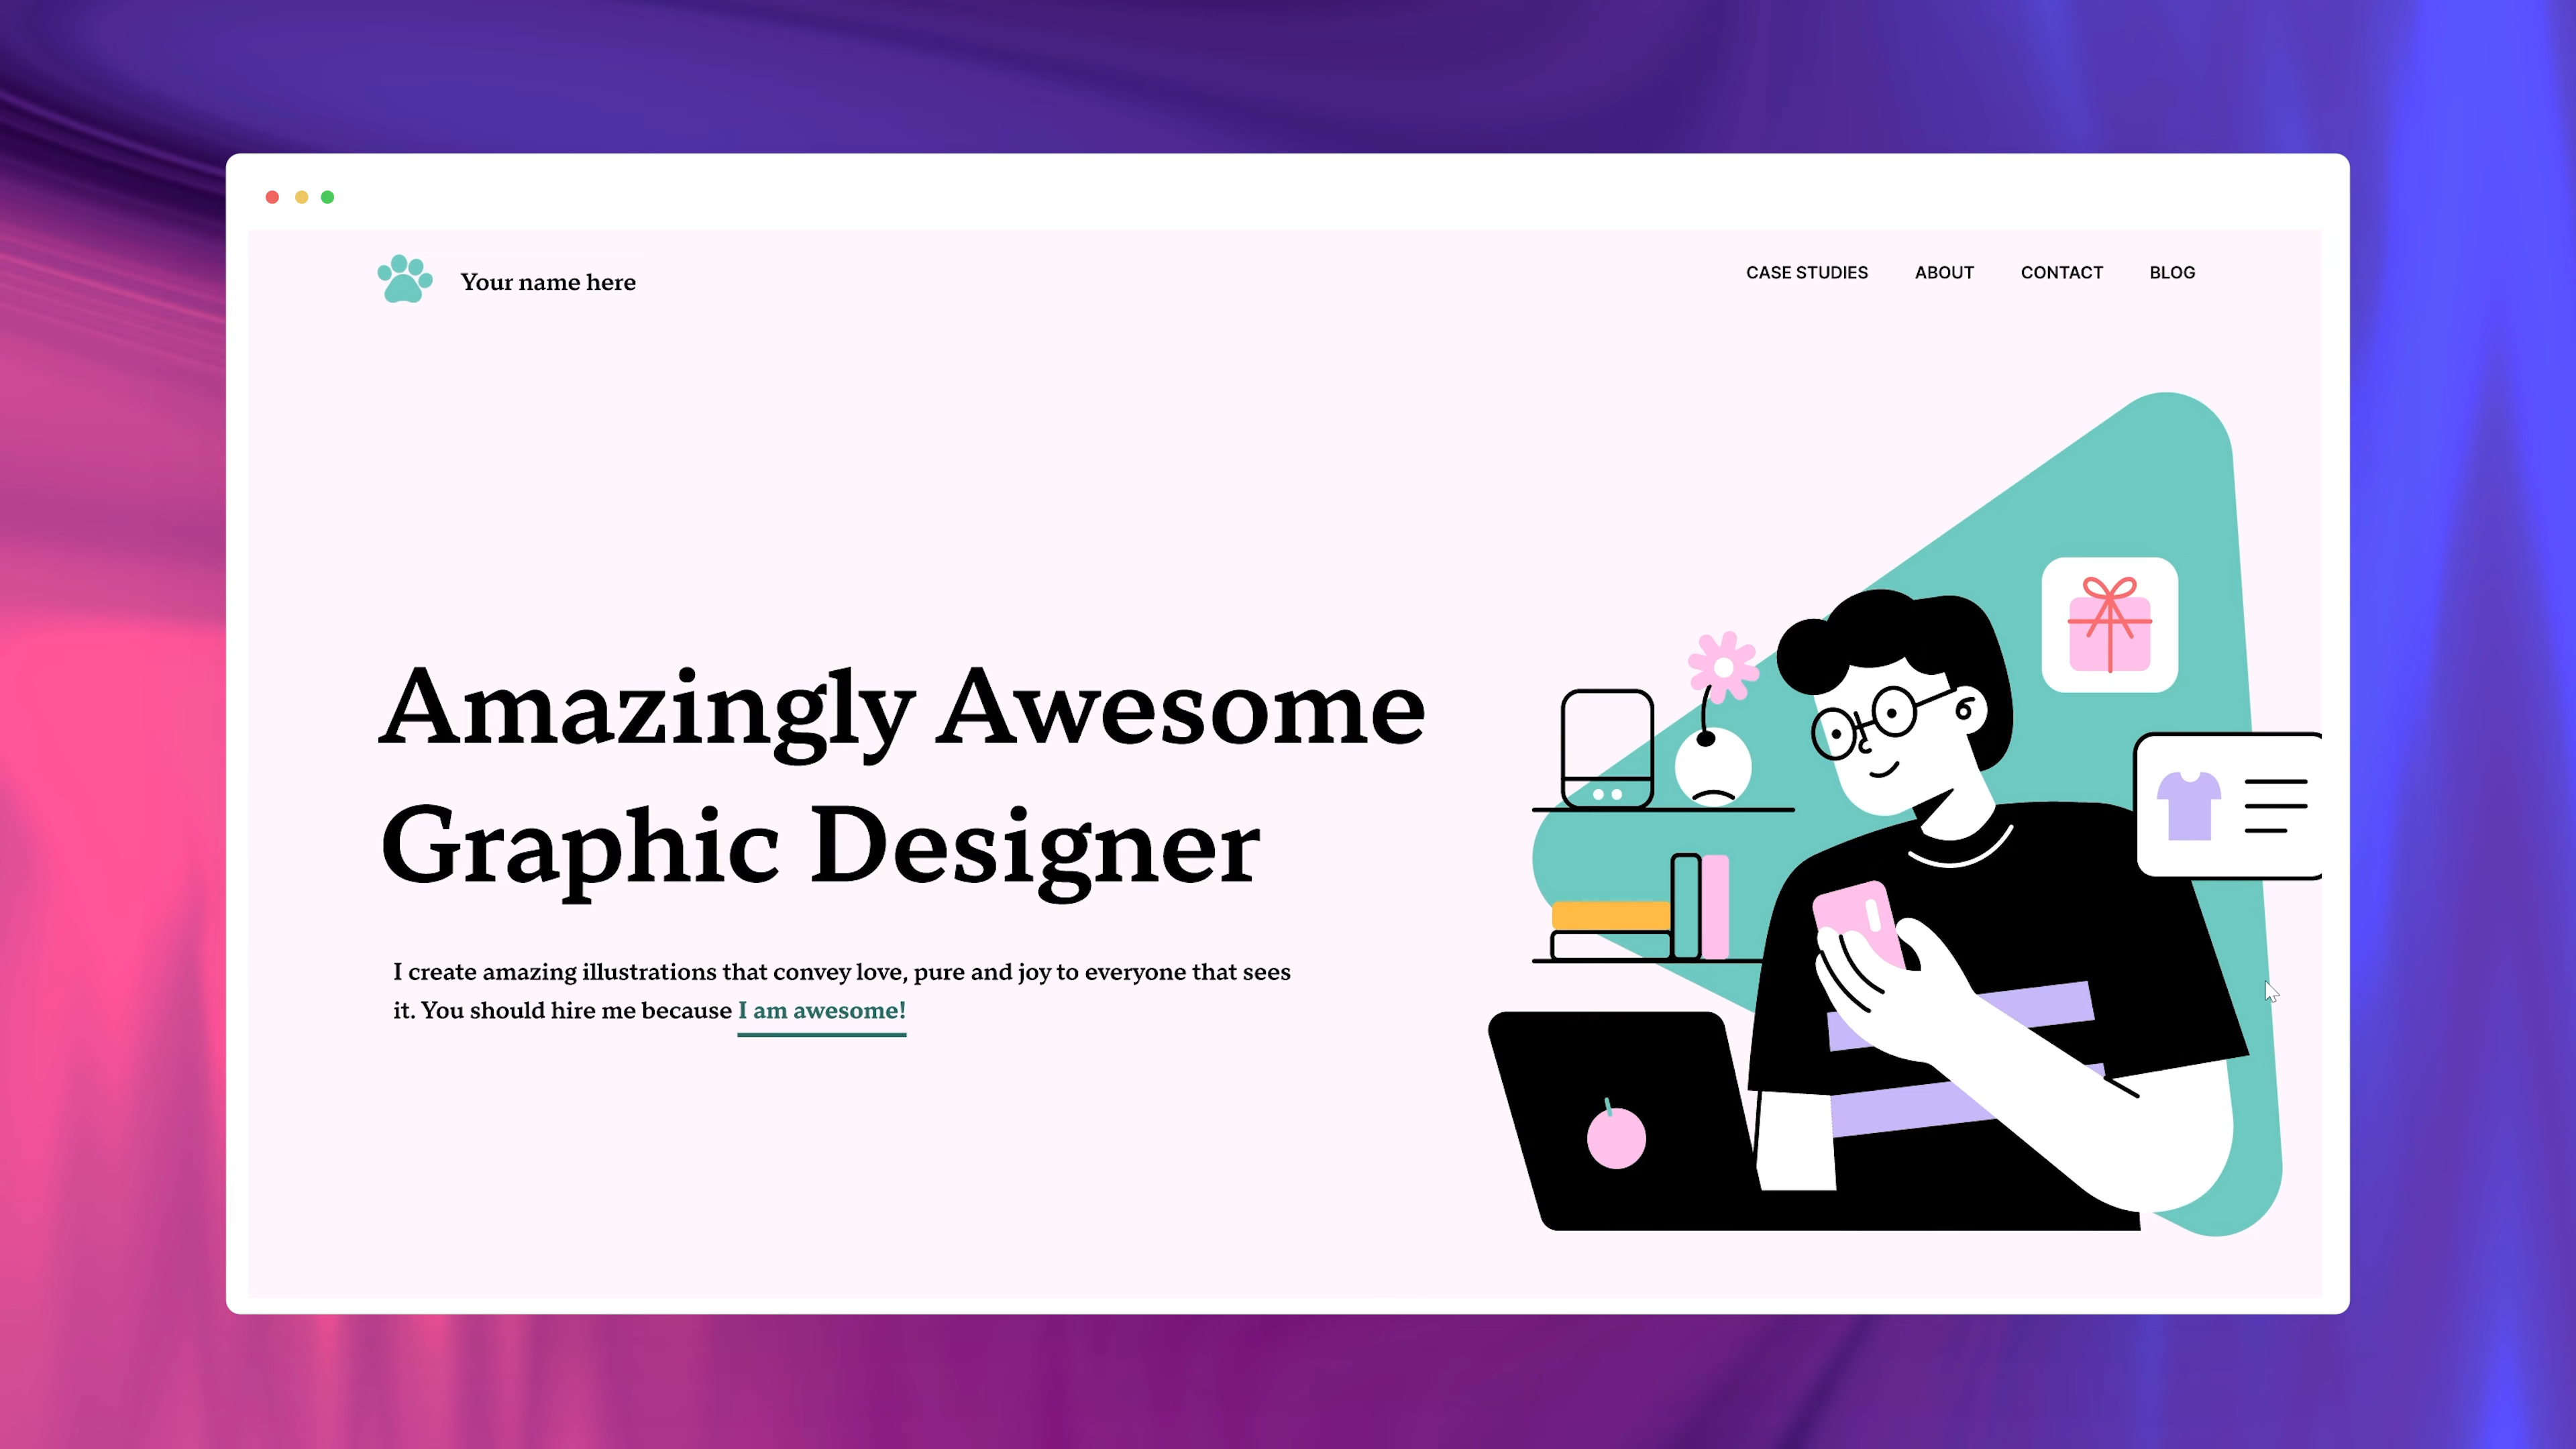 Your name here
CASE STUDIES ABOUT CONTACT BLOG
Amazingly Awesome
Graphic Designer
I create amazing illustrations that convey love, pure and joy to everyone that sees
it. You should hire me because I am awesome!